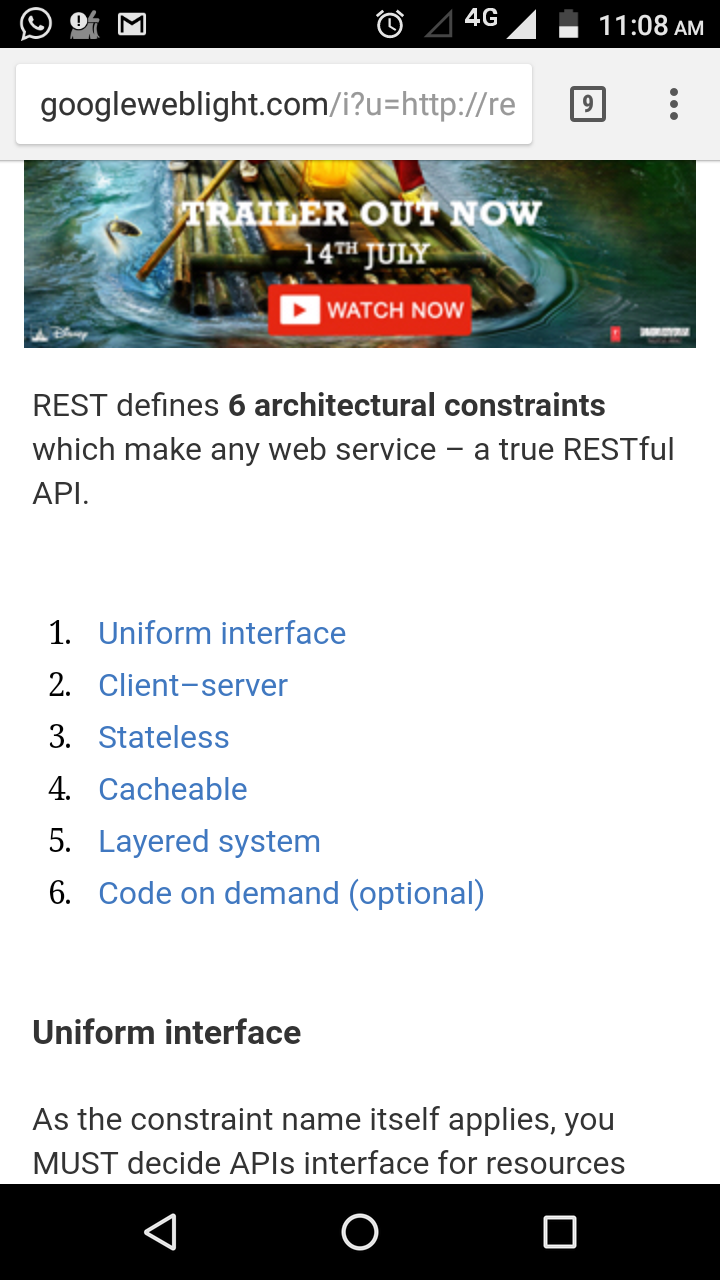 4G
11:08 AM
googleweblight.com/i?u=http://re
9
TRAILER OUT NOW
14TH JULY
WATCH NOW
Disney
REST defines 6 architectural constraints
which make any web service – a true RESTful
API.
1. Uniform interface
2. Client–server
3. Stateless
4. Cacheable
5. Layered system
6. Code on demand (optional)
Uniform interface
As the constraint name itself applies, you
MUST decide APIs interface for resources